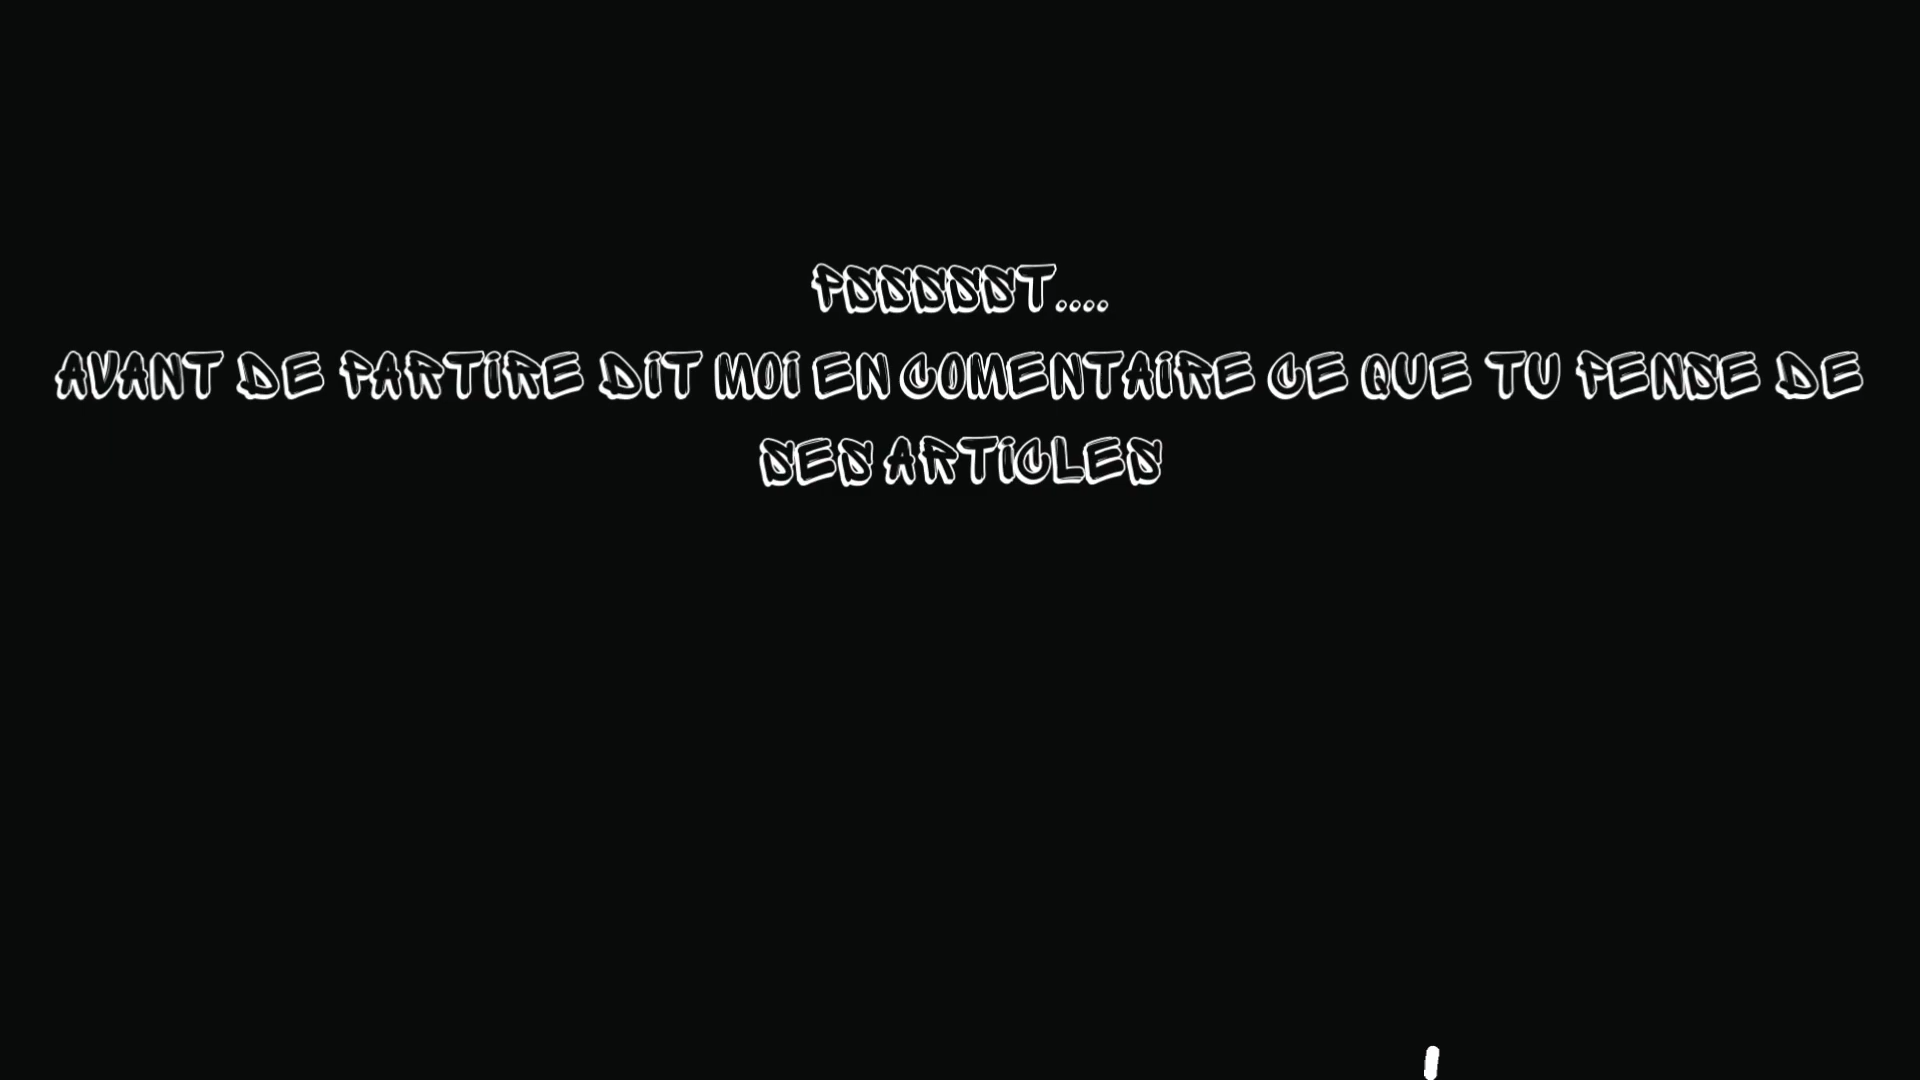 PSSSSST....
AVANT DE PARTIRE DIT MOI EN COMENTAIRE CE QUE TU PENSE DE
SES ARTICLES